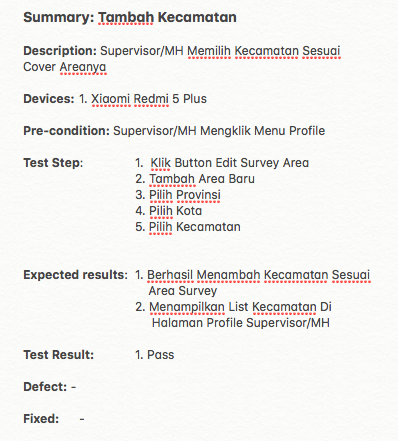 Summary: Tambah Kecamatan
Description: Supervisor/MH Memilih Kecamatan Sesuai
Cover Areanya
Devices: 1. Xiaomi Redmi 5 Plus
Pre-condition: Supervisor/MH Mengklik Menu Profile
Test Step: 1. Klik Button Edit Survey Area
2. Tambah Area Baru
3. Pilih Provinsi
4. Pilih Kota
5. Pilih Kecamatan
Expected results: 1. Berhasil Menambah Kecamatan Sesuai
Area Survey
2. Menampilkan List Kecamatan Di
Halaman Profile Supervisor/MH
Test Result: 1. Pass
Defect: -
Fixed: -